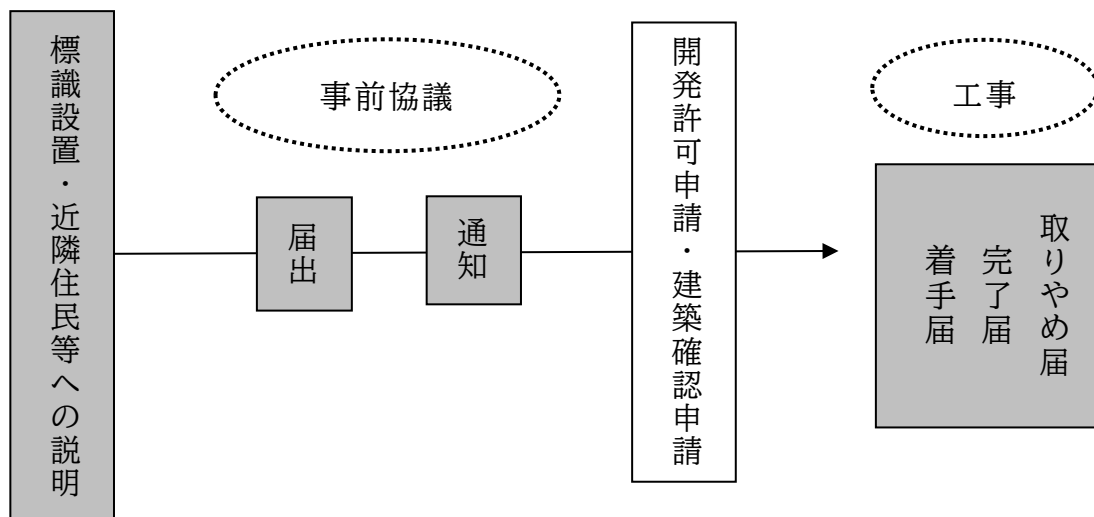 標識設置・近隣住民等への説明
事前協議
届出
通知
開発許可申請・建築確認申請
工事
着手届
完了届
取りやめ届